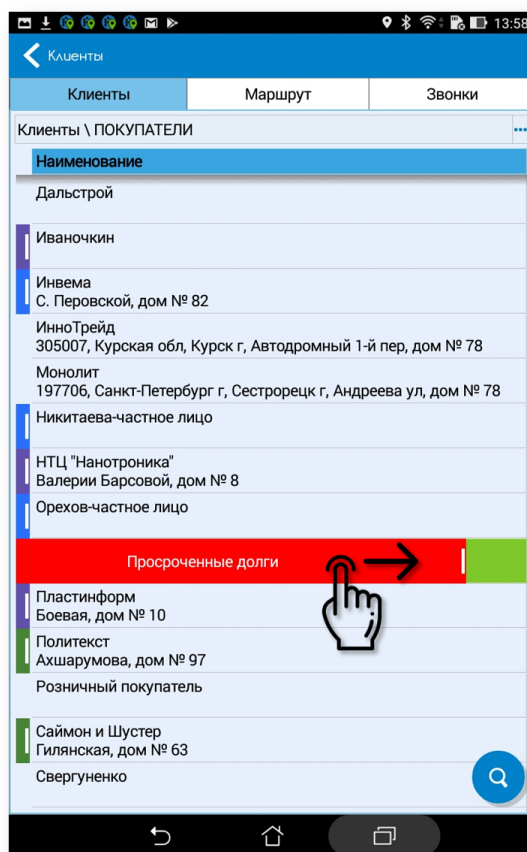 13:58
Клиенты
Клиенты
Маршрут
Звонки
Клиенты \ ПОКУПАТЕЛИ
Наименование
Дальстрой
Иваночкин
Инвема
С. Перовской, дом № 82
ИнноТрейд
305007, Курская обл, Курск г, Автодромный 1-й пер, дом № 78
Монолит
197706, Санкт-Петербург г, Сестрорецк г, Андреева ул, дом № 78
Никитаева-частное лицо
НТЦ "Нанотроника"
Валерии Барсовой, дом № 8
Орехов-частное лицо
Просроченные долги
Пластинформ
Боевая, дом № 10
Политекст
Ахшарумова, дом № 97
Розничный покупатель
Саймон и Шустер
Гилянская, дом № 63
Свергуненко